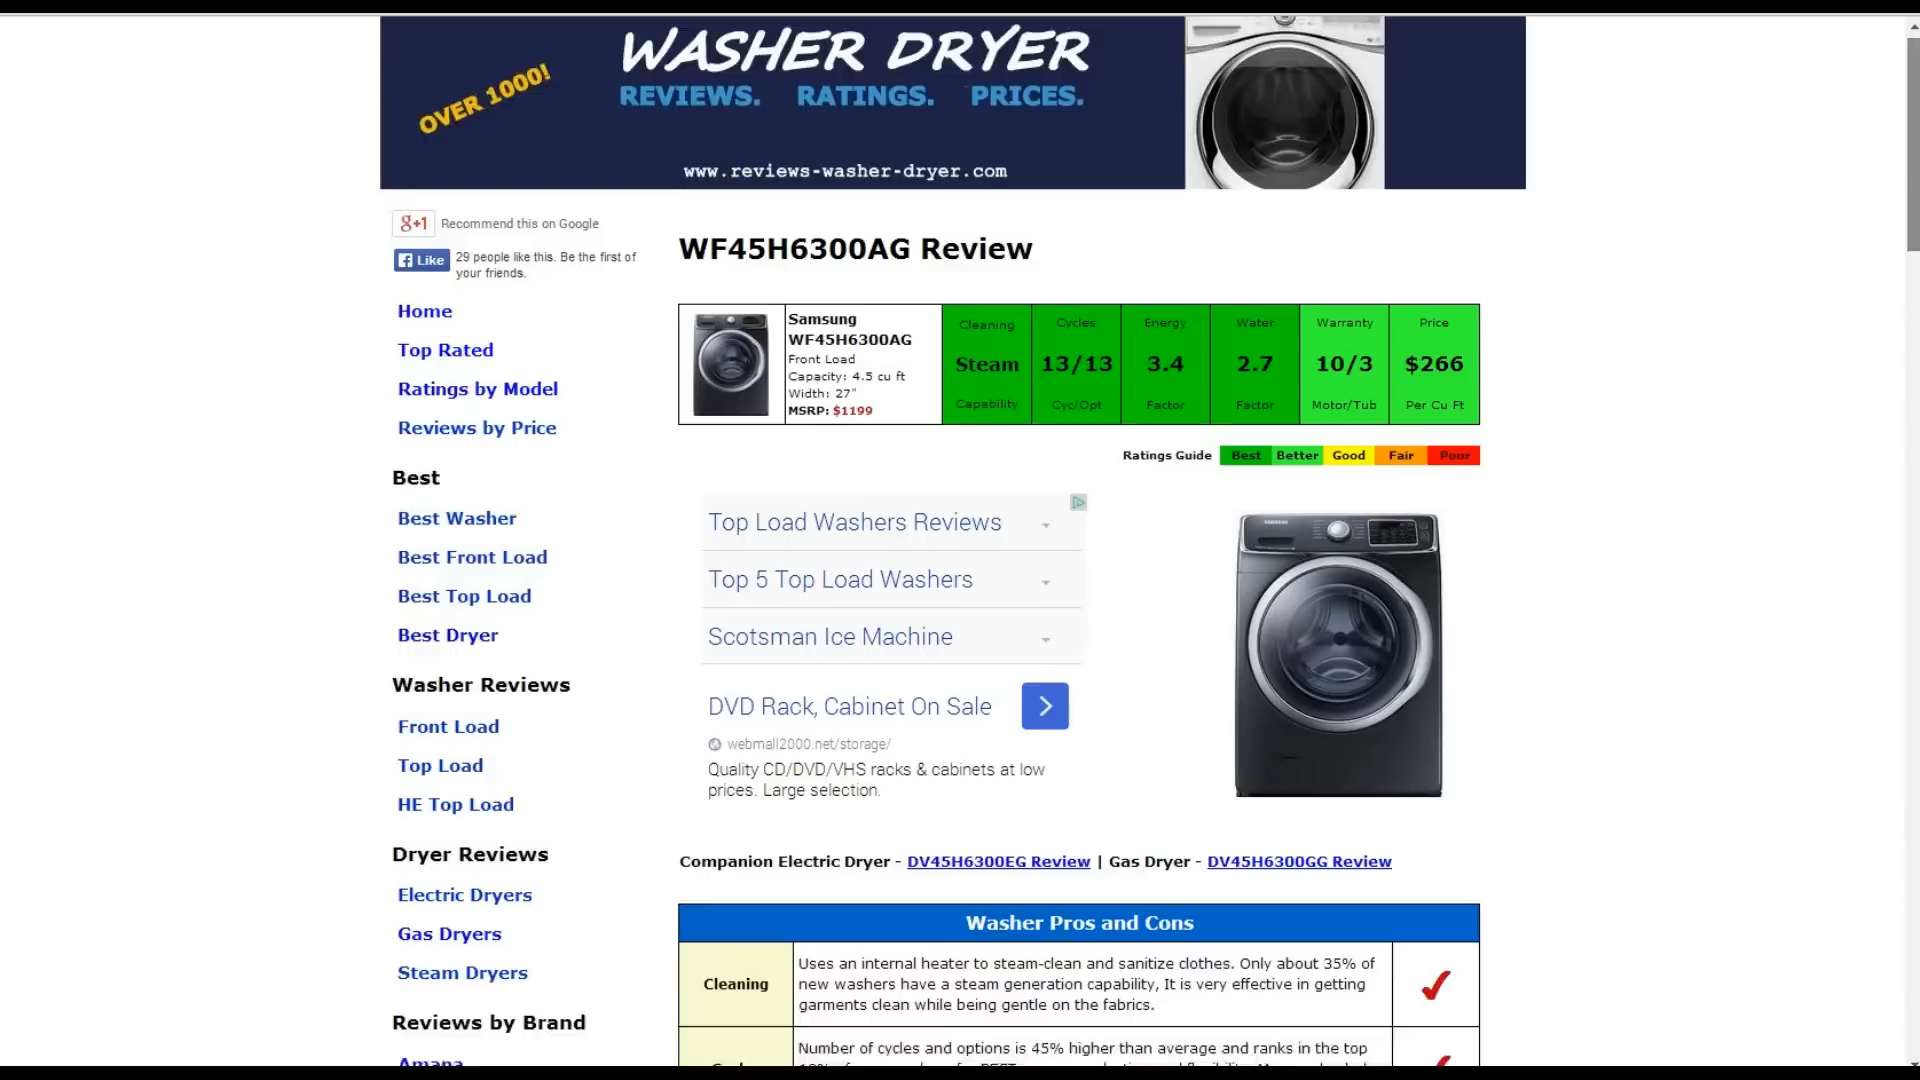 OVER 1000!
WASHER DRYER
REVIEWS. RATINGS. PRICES.
www.reviews-washer-dryer.com
g+1 Recommend this on Google
Like 29 people like this. Be the first of
your friends.
Home
Top Rated
Ratings by Model
Reviews by Price
Best
Best Washer
Best Front Load
Best Top Load
Best Dryer
Washer Reviews
Front Load
Top Load
HE Top Load
Dryer Reviews
Electric Dryers
Gas Dryers
Steam Dryers
Reviews by Brand
Amana
WF45H6300AG Review
Samsung
WF45H6300AG
Front Load
Capacity: 4.5 cu ft
Width: 27"
MSRP: $1199
Cleaning
Steam
Capability
Cycles
13/13
Cyc/Opt
Energy
3.4
Factor
Water
2.7
Factor
Warranty
10/3
Motor/Tub
Price
$266
Per Cu Ft
Ratings Guide Best Better Good Fair Poor
Top Load Washers Reviews
Top 5 Top Load Washers
Scotsman Ice Machine
DVD Rack, Cabinet On Sale
webmall2000.net/storage/
Quality CD/DVD/VHS racks & cabinets at low
prices. Large selection.
SAMSUNG
Companion Electric Dryer - DV45H6300EG Review | Gas Dryer - DV45H6300GG Review
Washer Pros and Cons
Cleaning
Uses an internal heater to steam-clean and sanitize clothes. Only about 35% of
new washers have a steam generation capability, It is very effective in getting
garments clean while being gentle on the fabrics.
Number of cycles and options is 45% higher than average and ranks in the top